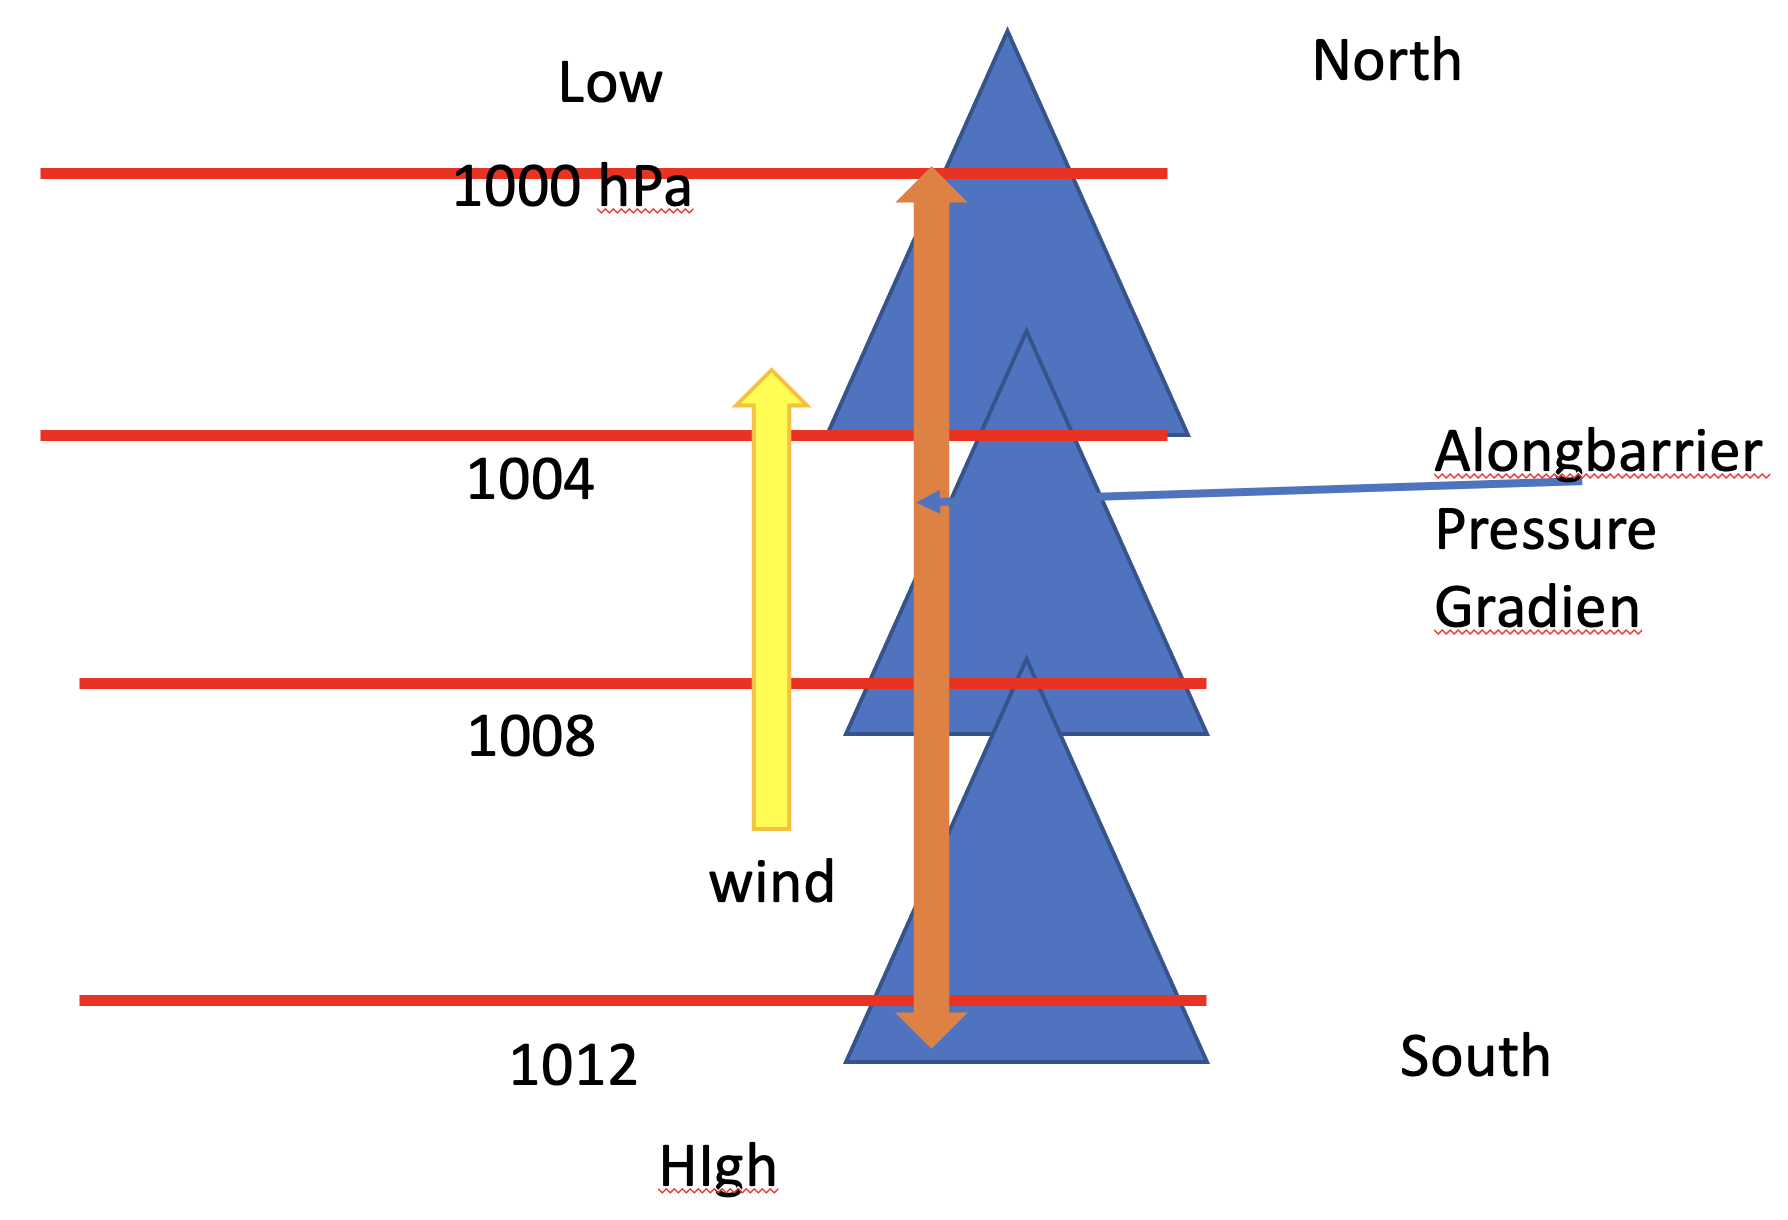 Low
North
1000 hPa
1004
Alongbarrier
Pressure
Gradien
1008
wind
1012
South
HIgh